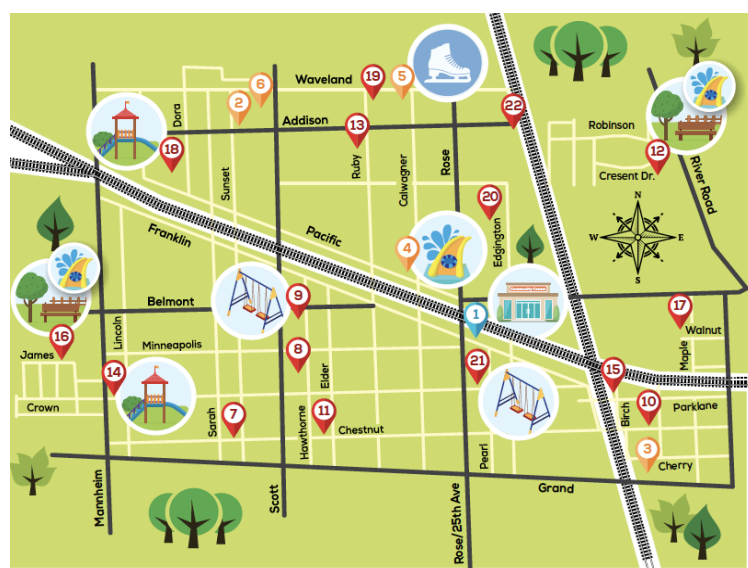 Waveland
19
5
6
2
Dora
Addison
13
22
Robinson
12
Cresent Dr.
18
Sunset
Ruby
Calwagner
Rose
River Road
20
Franklin
Pacific
4
Edgington
N
W
E
S
Belmont
9
1
17
Walnut
16
James
Lincoln
Minneapolis
8
Elder
21
15
Maple
14
Crown
Sarah
7
Hawthorne
11
Chestnut
Birch
10
Parklane
Pearl
3
Cherry
Mannheim
Scott
Rose/25th Ave
Grand